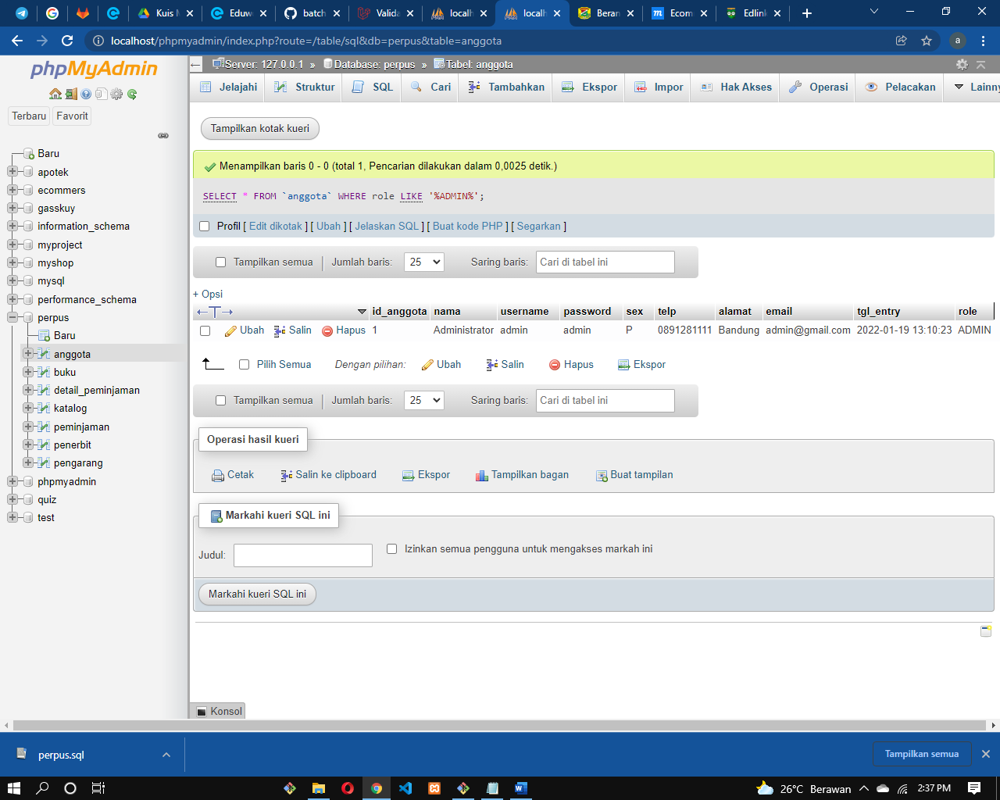 Kuis M
Eduw
batch
Valida
localh
localh
Beran
Ecom
Edlink
localhost/phpmyadmin/index.php?route=/table/sql&db=perpus&table=anggota
a
phpMyAdmin
Server: 127.0.0.1 » Database: perpus » Tabel: anggota
Jelajahi Struktur SQL Cari Tambahkan Ekspor Impor Hak Akses Operasi Pelacakan Lainny
Terbaru Favorit
Baru
apotek
ecommers
gasskuy
information_schema
myproject
myshop
mysql
performance_schema
perpus
Baru
anggota
buku
detail_peminjaman
katalog
peminjaman
penerbit
pengarang
phpmyadmin
quiz
test
Tampilkan kotak kueri
Menampilkan baris 0 - 0 (total 1, Pencarian dilakukan dalam 0,0025 detik.)
SELECT * FROM `anggota` WHERE role LIKE '%ADMIN%';
Profil [ Edit dikotak ] [ Ubah ] [ Jelaskan SQL ] [ Buat kode PHP ] [ Segarkan ]
Tampilkan semua Jumlah baris: 25 Saring baris: Cari di tabel ini
+ Opsi
id_anggota nama username password sex telp alamat email tgl_entry role
Ubah Salin Hapus 1 Administrator admin admin P 0891281111 Bandung admin@gmail.com 2022-01-19 13:10:23 ADMIN
Pilih Semua Dengan pilihan: Ubah Salin Hapus Ekspor
Tampilkan semua Jumlah baris: 25 Saring baris: Cari di tabel ini
Operasi hasil kueri
Cetak Salin ke clipboard Ekspor Tampilkan bagan Buat tampilan
Markahi kueri SQL ini
Judul: Izinkan semua pengguna untuk mengakses markah ini
Markahi kueri SQL ini
Konsol
perpus.sql
Tampilkan semua
26°C Berawan 2:37 PM